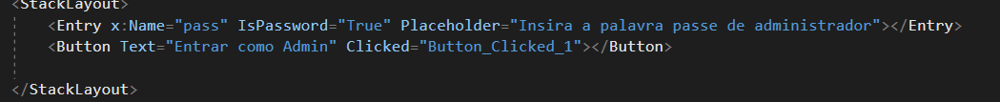 <StackLayout>
<Entry x:Name="pass" IsPassword="True" Placeholder="Insira a palavra passe de administrador"></Entry>
<Button Text="Entrar como Admin" Clicked="Button_Clicked_1"></Button>
</StackLayout>